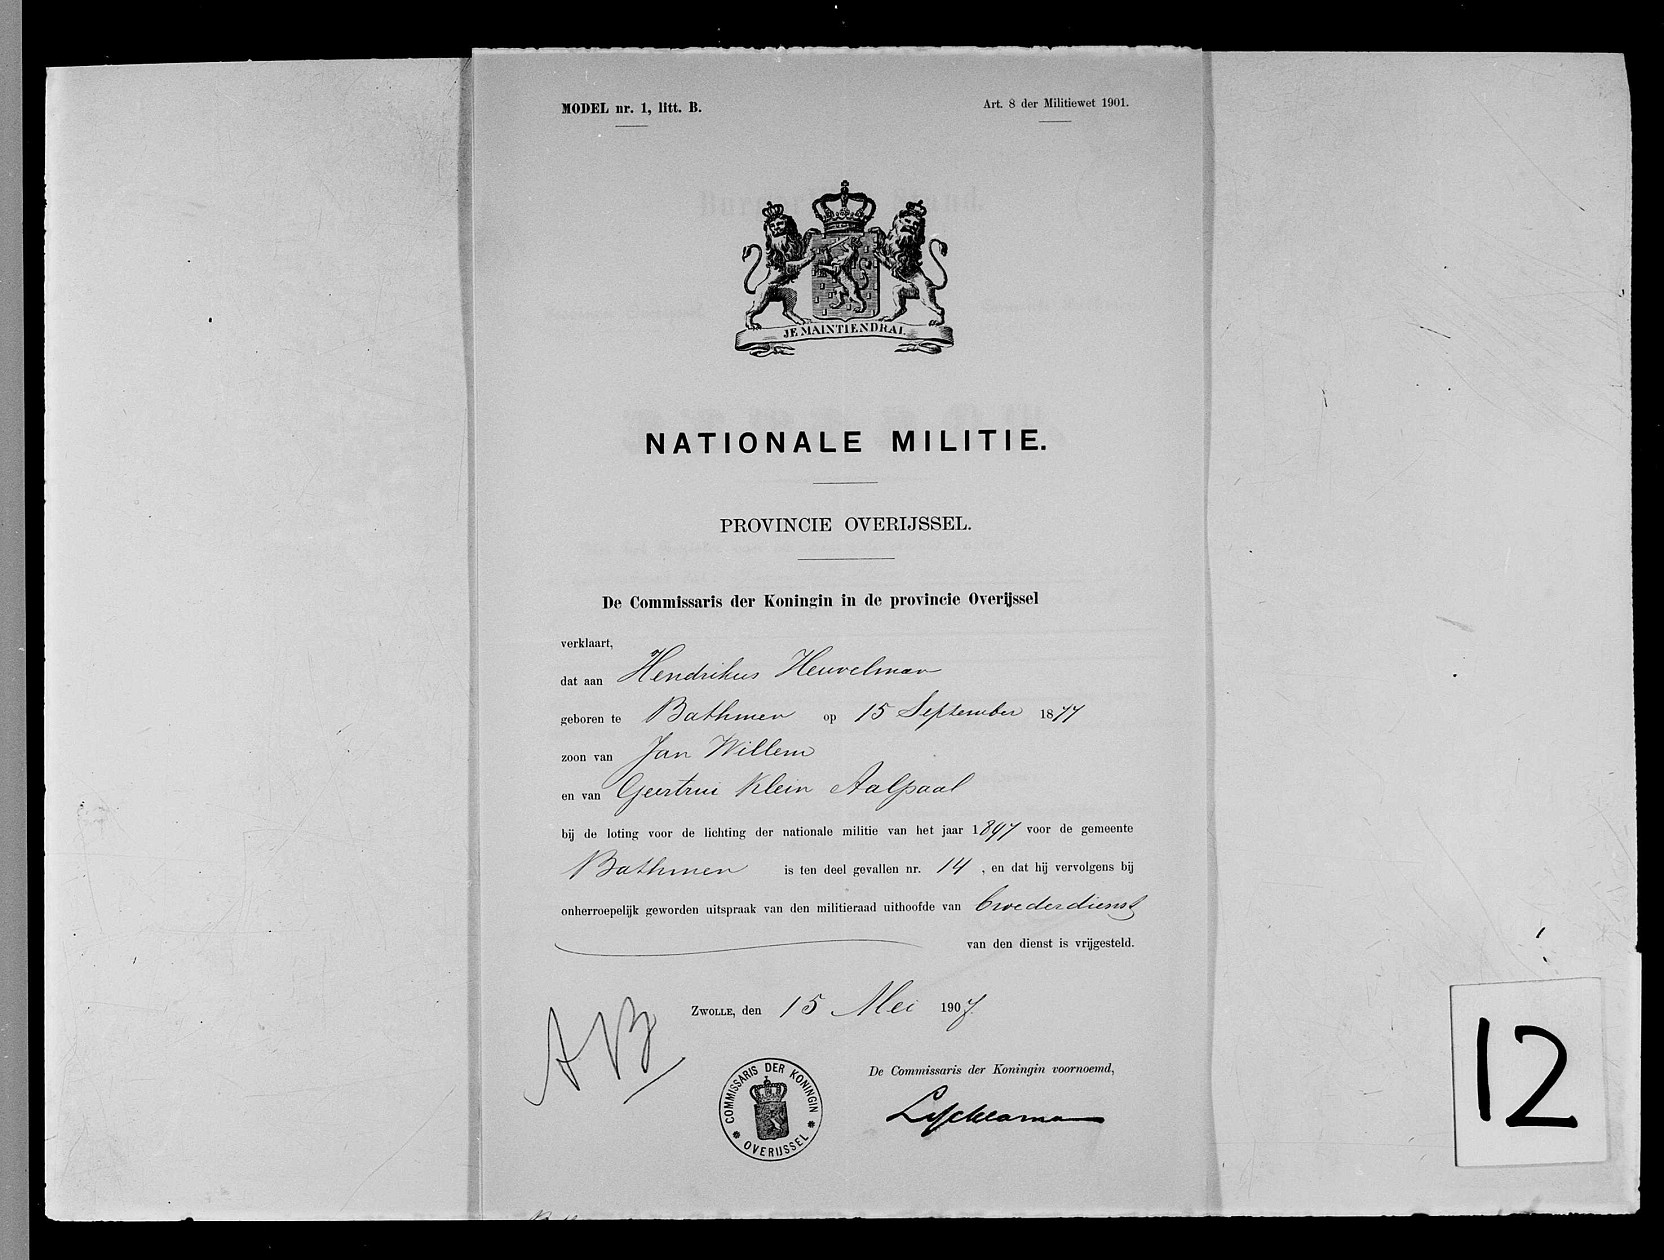 MODEL nr. 1, litt. B.
Art. 8 der Militiewet 1901.
JE MAINTIENDRAI.
NATIONALE MILITIE.
PROVINCIE OVERIJSSEL.
De Commissaris der Koningin in de provincie Overijssel
verklaart,
dat aan Hendrikus Heuvelman
geboren te Bathmen op 15 September 1877
zoon van Jan Willem
en van Geertrui Klein Aalpaal
bij de loting voor de lichting der nationale militie van het jaar 1897 voor de gemeente
Bathmen is ten deel gevallen nr. 14, en dat hij vervolgens bij
onherroepelijk geworden uitspraak van den militieraad uithoofde van broederdienst
van den dienst is vrijgesteld.
ZWOLLE, den 15 Mei 1907.
De Commissaris der Koningin voornoemd,
COMMISSARIS DER KONINGIN
OVERIJSSEL
12